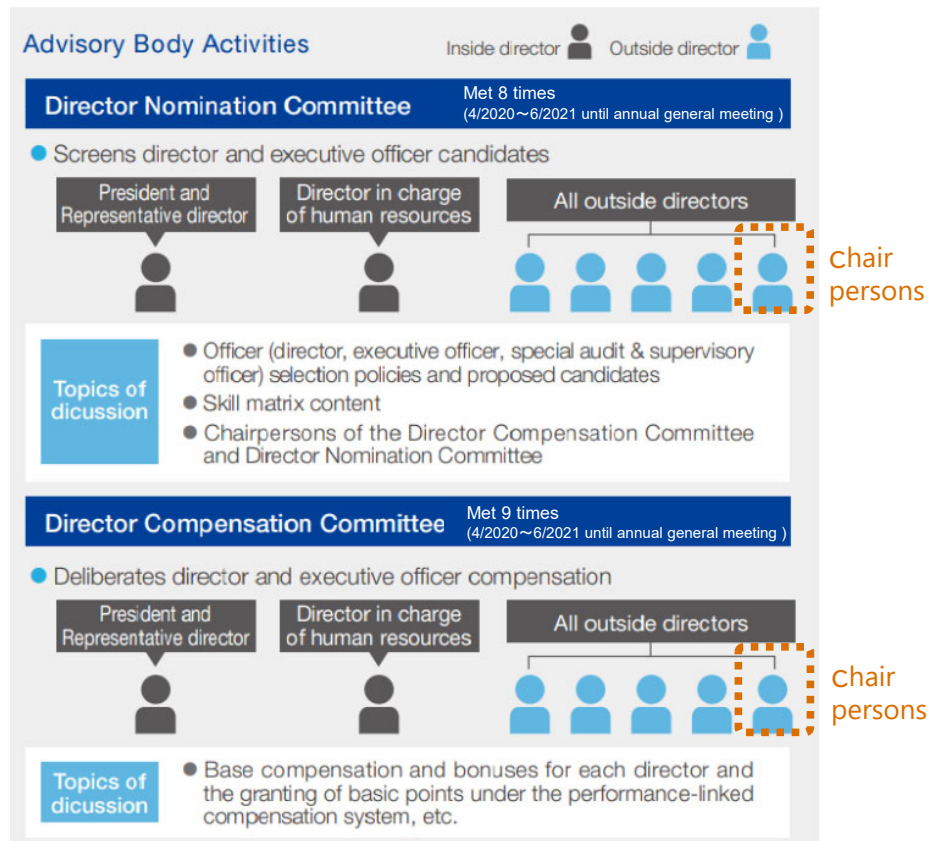 Advisory Body Activities
Inside director
Outside director
Director Nomination Committee
Met 8 times
(4/2020~6/2021 until annual general meeting )
Screens director and executive officer candidates
President and
Representative director
Director in charge
of human resources
All outside directors
Chair
persons
Topics of
dicussion
● Officer (director, executive officer, special audit & supervisory
officer) selection policies and proposed candidates
● Skill matrix content
● Chairpersons of the Director Compensation Committee
and Director Nomination Committee
Director Compensation Committee
Met 9 times
(4/2020~6/2021 until annual general meeting )
Deliberates director and executive officer compensation
President and
Representative director
Director in charge
of human resources
All outside directors
Chair
persons
Topics of
dicussion
● Base compensation and bonuses for each director and
the granting of basic points under the performance-linked
compensation system, etc.